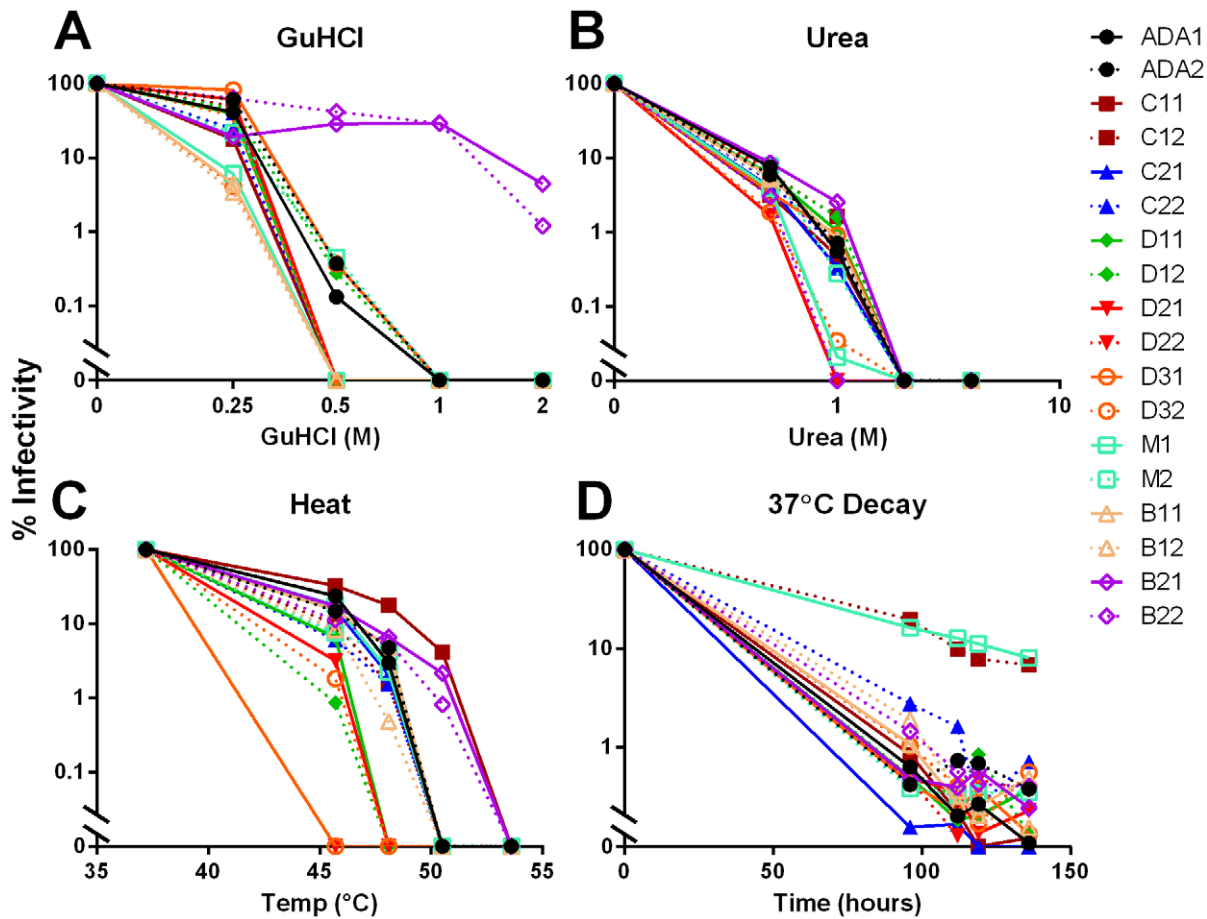 A GuHCl
100
10
1
0.1
0
0 0.25 0.5 1 2
GuHCl (M)
B Urea
100
10
1
0.1
0
0 1 10
Urea (M)
% Infectivity
C Heat
100
10
1
0.1
0
35 40 45 50 55
Temp (°C)
D 37°C Decay
100
10
1
0
0 50 100 150
Time (hours)
ADA1
ADA2
C11
C12
C21
C22
D11
D12
D21
D22
D31
D32
M1
M2
B11
B12
B21
B22